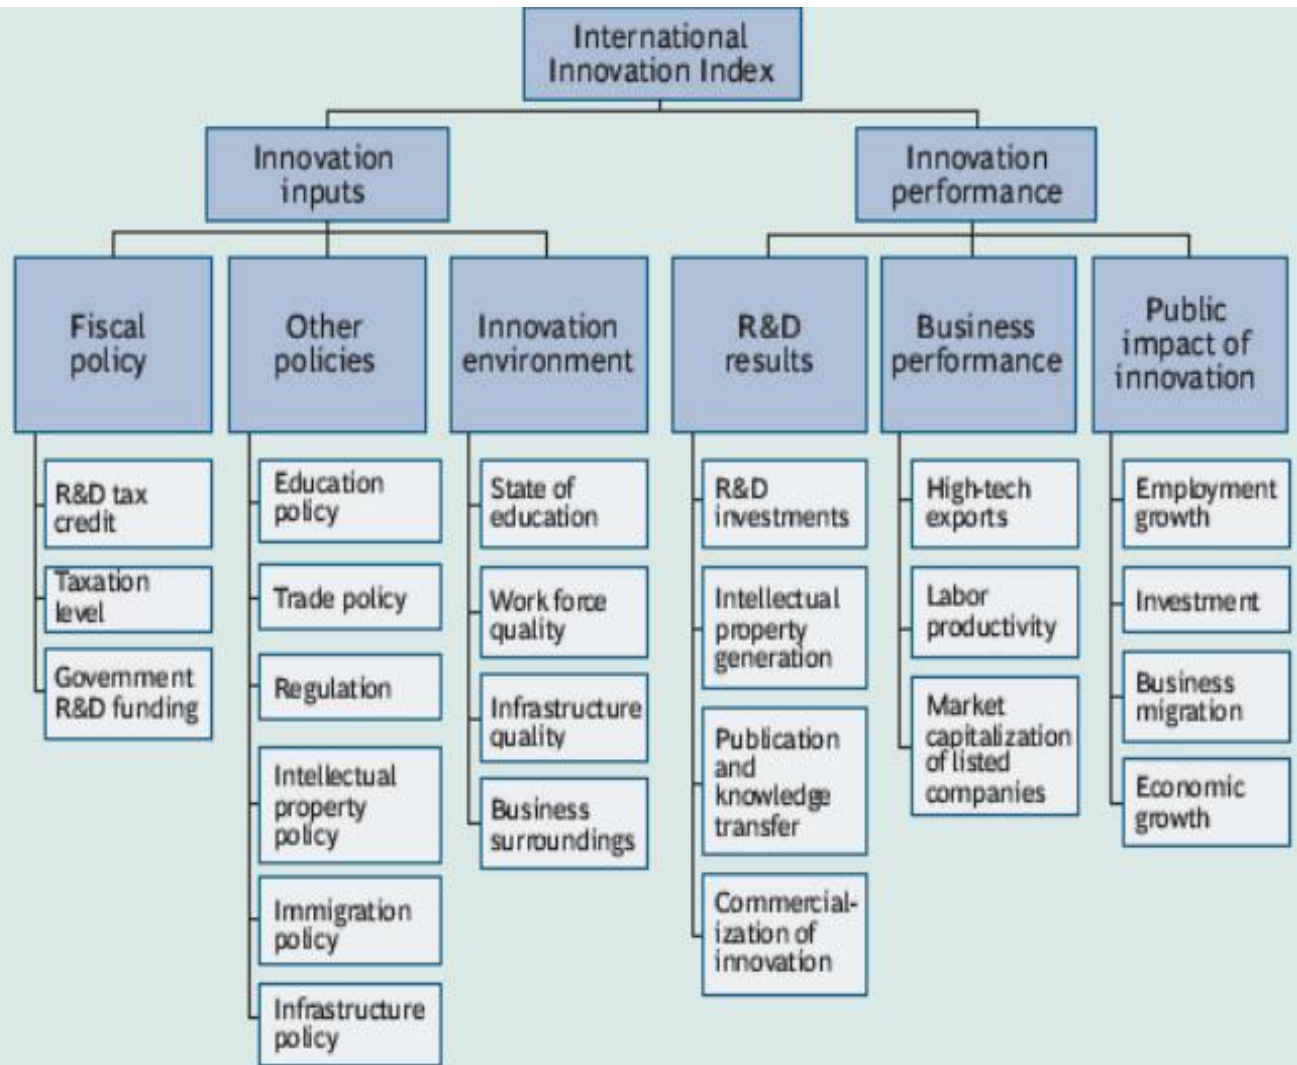 International
Innovation Index
Innovation
inputs
Innovation
performance
Fiscal
policy
Other
policies
Innovation
environment
R&D
results
Business
performance
Public
impact of
innovation
R&D tax
credit
Taxation
level
Government
R&D funding
Education
policy
Trade policy
Regulation
Intellectual
property
policy
Immigration
policy
Infrastructure
policy
State of
education
Work force
quality
Infrastructure
quality
Business
surroundings
R&D
investments
Intellectual
property
generation
Publication
and
knowledge
transfer
Commercial-
ization of
innovation
High-tech
exports
Labor
productivity
Market
capitalization
of listed
companies
Employment
growth
Investment
Business
migration
Economic
growth